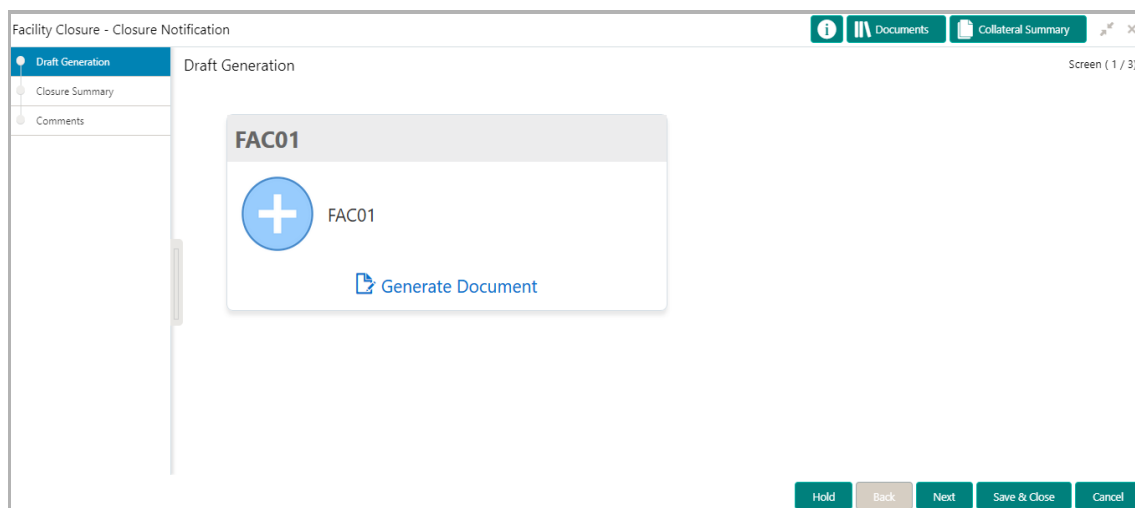 Facility Closure - Closure Notification
i Documents Collateral Summary
Draft Generation
Closure Summary
Comments
Draft Generation
Screen ( 1 / 3)
FAC01
FAC01
Generate Document
Hold Back Next Save & Close Cancel